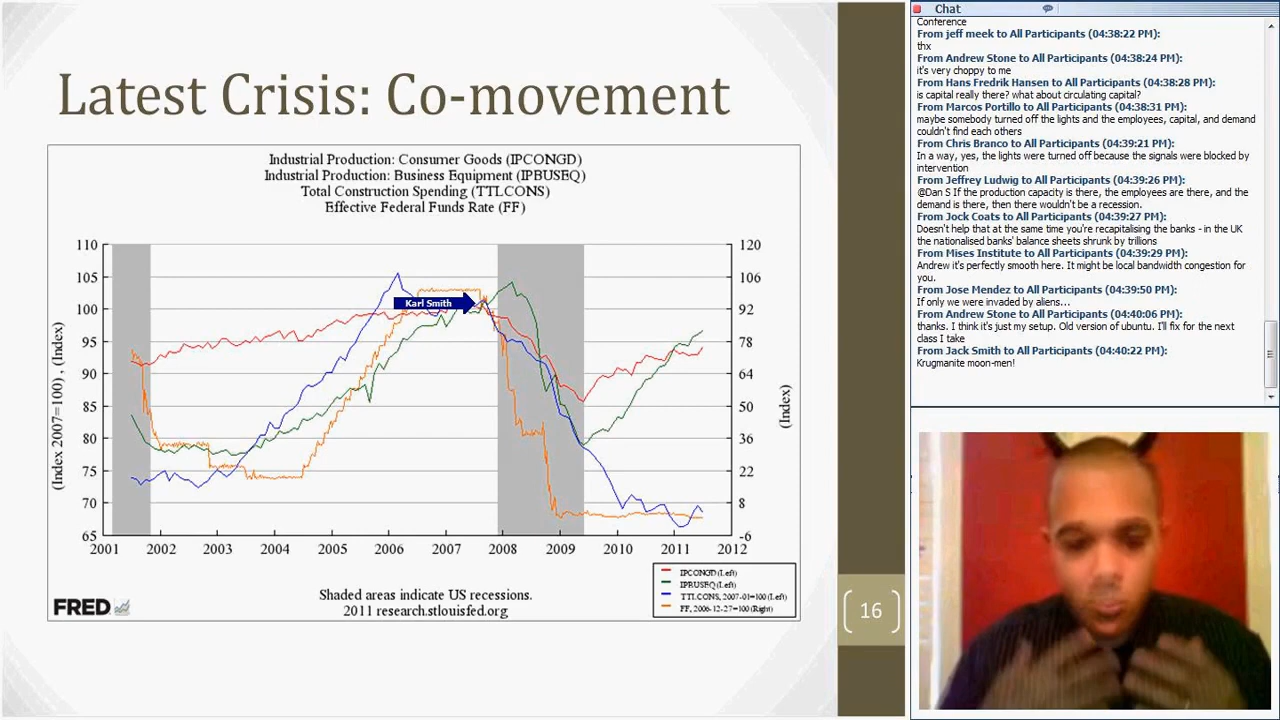 Latest Crisis: Co-movement
Industrial Production: Consumer Goods (IPCONGD)
Industrial Production: Business Equipment (IPBUSEQ)
Total Construction Spending (TTLCONS)
Effective Federal Funds Rate (FF)
110
105
100
95
90
85
80
75
70
65
(Index 2007=100) , (Index)
120
106
92
78
64
50
36
22
8
-6
(Index)
Karl Smith
2001 2002 2003 2004 2005 2006 2007 2008 2009 2010 2011 2012
IPCONGD (Left)
IPBUSEQ (Left)
TTLCONS, 2007-01=100 (Left)
FF, 2006-12-27=100 (Right)
Shaded areas indicate US recessions.
2011 research.stlouisfed.org
FRED
16
Chat
Conference
From jeff meek to All Participants (04:38:22 PM):
thx
From Andrew Stone to All Participants (04:38:24 PM):
it's very choppy to me
From Hans Fredrik Hansen to All Participants (04:38:28 PM):
is capital really there? what about circulating capital?
From Marcos Portillo to All Participants (04:38:31 PM):
maybe somebody turned off the lights and the employees, capital, and demand
couldn't find each others
From Chris Branco to All Participants (04:39:21 PM):
In a way, yes, the lights were turned off because the signals were blocked by
intervention
From Jeffrey Ludwig to All Participants (04:39:26 PM):
@Dan S If the production capacity is there, the employees are there, and the
demand is there, then there wouldn't be a recession.
From Jock Coats to All Participants (04:39:27 PM):
Doesn't help that at the same time you're recapitalising the banks - in the UK
the nationalised banks' balance sheets shrunk by trillions
From Mises Institute to All Participants (04:39:29 PM):
Andrew it's perfectly smooth here. It might be local bandwidth congestion for
you.
From Jose Mendez to All Participants (04:39:50 PM):
If only we were invaded by aliens...
From Andrew Stone to All Participants (04:40:06 PM):
thanks. I think it's just my setup. Old version of ubuntu. I'll fix for the next
class I take
From Jack Smith to All Participants (04:40:22 PM):
Krugmanite moon-men!